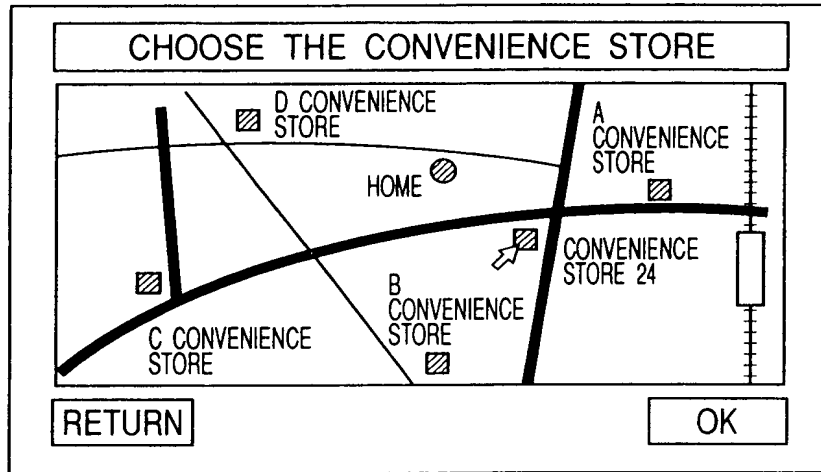 CHOOSE THE CONVENIENCE STORE
D CONVENIENCE
STORE
A
CONVENIENCE
STORE
HOME
CONVENIENCE
STORE 24
B
CONVENIENCE
STORE
C CONVENIENCE
STORE
RETURN
OK